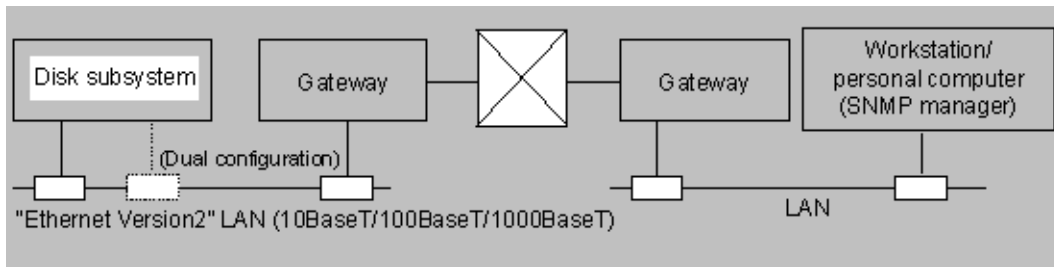 Disk subsystem
Gateway
Gateway
Workstation/
personal computer
(SNMP manager)
(Dual configuration)
"Ethernet Version2" LAN (10BaseT/100BaseT/1000BaseT)
LAN